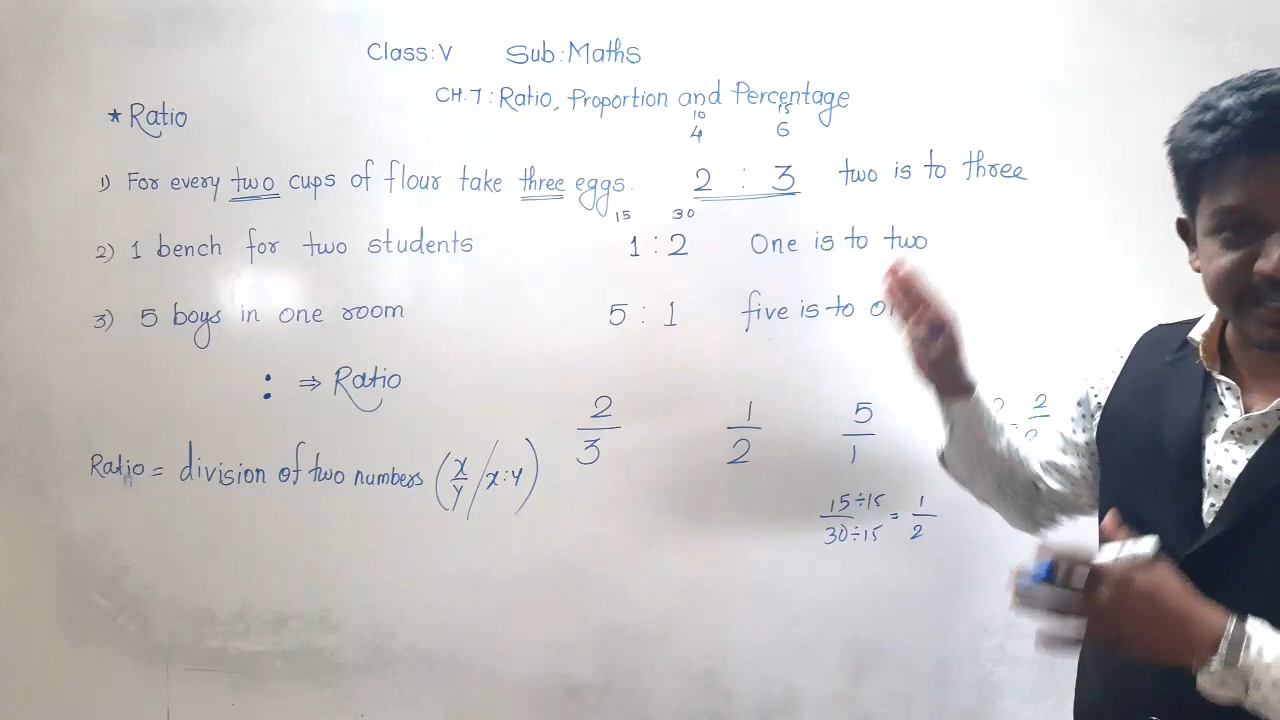 Class: V Sub: Maths
CH.7: Ratio, Proportion and Percentage
★ Ratio
10 15
4 6
1) For every two cups of flour take three eggs. 2 : 3 two is to three
15 30
2) 1 bench for two students 1 : 2 One is to two
3) 5 boys in one room 5 : 1 five is to
: ⇒ Ratio
2/3 1/2 5/1
Ratio = division of two numbers (x/y / x:y)
15÷15/30÷15 = 1/2